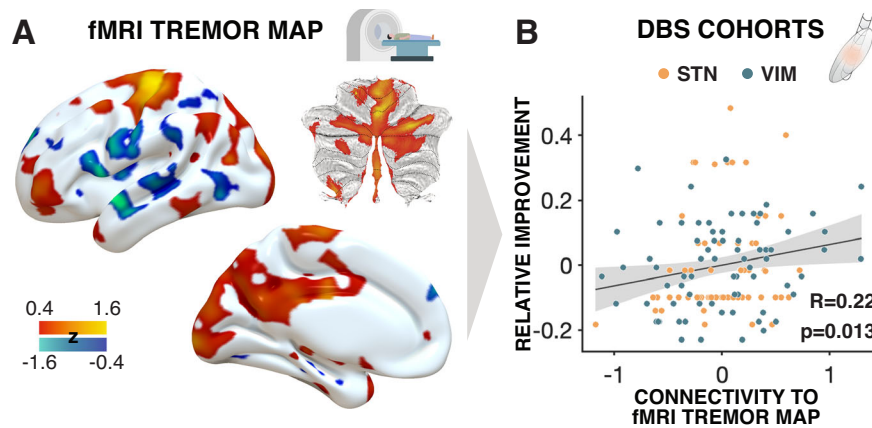 A fMRI TREMOR MAP
0.4 1.6
z
-1.6 -0.4
B DBS COHORTS
STN VIM
RELATIVE IMPROVEMENT
0.4
0.2
0
-0.2
R=0.22
p=0.013
-1 0 1
CONNECTIVITY TO
fMRI TREMOR MAP